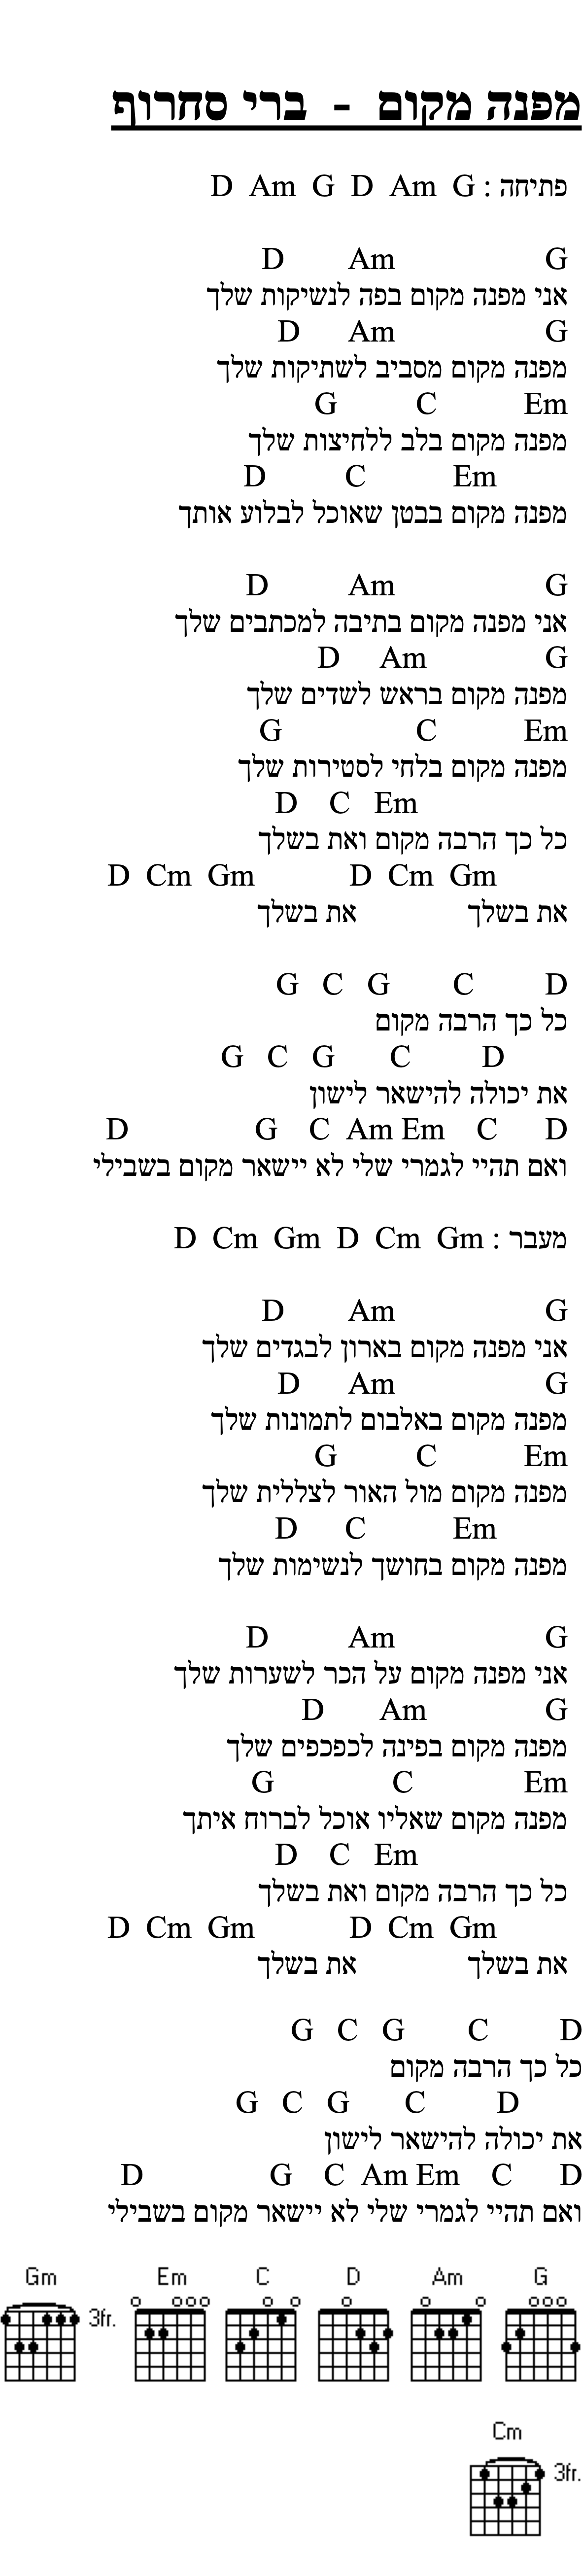 מפנה מקום - ברי סחרוף
פתיחה : D Am G D Am G
D Am G
אני מפנה מקום בפה לנשיקות שלך
D Am G
מפנה מקום מסביב לשתיקות שלך
G C Em
מפנה מקום בלב ללחיצות שלך
D C Em
מפנה מקום בבטן שאוכל לבלוע אותך
D Am G
אני מפנה מקום בתיבה למכתבים שלך
D Am G
מפנה מקום בראש לשדים שלך
G C Em
מפנה מקום בלחי לסטירות שלך
D C Em
כל כך הרבה מקום ואת בשלך
D Cm Gm D Cm Gm
את בשלך את בשלך
G C G C D
כל כך הרבה מקום
G C G C D
את יכולה להישאר לישון
D G C Am Em C D
ואם תהיי לגמרי שלי לא יישאר מקום בשבילי
מעבר : D Cm Gm D Cm Gm
D Am G
אני מפנה מקום בארון לבגדים שלך
D Am G
מפנה מקום באלבום לתמונות שלך
G C Em
מפנה מקום מול האור לצללית שלך
D C Em
מפנה מקום בחושך לנשימות שלך
D Am G
אני מפנה מקום על הכר לשערות שלך
D Am G
מפנה מקום בפינה לכפכפים שלך
G C Em
מפנה מקום שאליו אוכל לברוח איתך
D C Em
כל כך הרבה מקום ואת בשלך
D Cm Gm D Cm Gm
את בשלך את בשלך
G C G C D
כל כך הרבה מקום
G C G C D
את יכולה להישאר לישון
D G C Am Em C D
ואם תהיי לגמרי שלי לא יישאר מקום בשבילי
Gm Em C D Am G
3fr.
Cm
3fr.